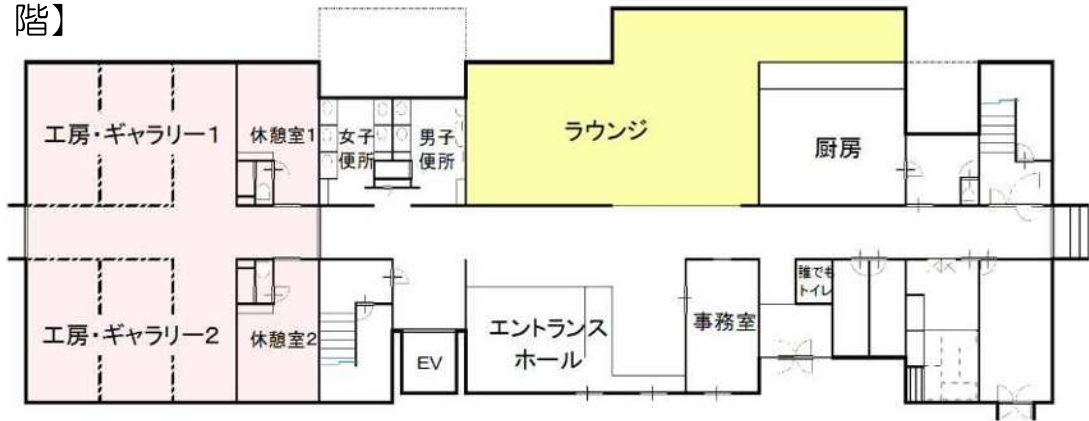 階】
工房・ギャラリー1
休憩室1
女子
便所
男子
便所
ラウンジ
厨房
工房・ギャラリー2
休憩室2
EV
エントランス
ホール
事務室
誰でも
トイレ